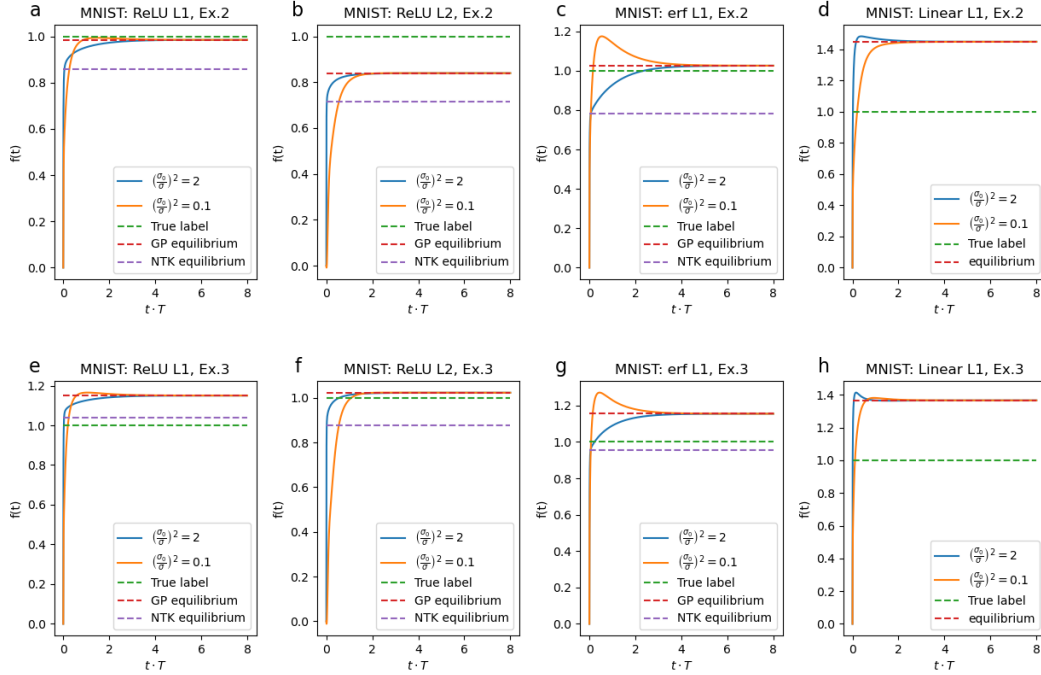 a MNIST: ReLU L1, Ex.2
1.0
0.8
0.6
0.4
0.2
0.0
f(t)
(σ₀/σ)² = 2
(σ₀/σ)² = 0.1
True label
GP equilibrium
NTK equilibrium
0 2 4 6 8
t · T
b MNIST: ReLU L2, Ex.2
1.0
0.8
0.6
0.4
0.2
0.0
f(t)
(σ₀/σ)² = 2
(σ₀/σ)² = 0.1
True label
GP equilibrium
NTK equilibrium
0 2 4 6 8
t · T
c MNIST: erf L1, Ex.2
1.2
1.0
0.8
0.6
0.4
0.2
0.0
f(t)
(σ₀/σ)² = 2
(σ₀/σ)² = 0.1
True label
GP equilibrium
NTK equilibrium
0 2 4 6 8
t · T
d MNIST: Linear L1, Ex.2
1.4
1.2
1.0
0.8
0.6
0.4
0.2
0.0
f(t)
(σ₀/σ)² = 2
(σ₀/σ)² = 0.1
True label
equilibrium
0 2 4 6 8
t · T
e MNIST: ReLU L1, Ex.3
1.2
1.0
0.8
0.6
0.4
0.2
0.0
f(t)
(σ₀/σ)² = 2
(σ₀/σ)² = 0.1
True label
GP equilibrium
NTK equilibrium
0 2 4 6 8
t · T
f MNIST: ReLU L2, Ex.3
1.0
0.8
0.6
0.4
0.2
0.0
f(t)
(σ₀/σ)² = 2
(σ₀/σ)² = 0.1
True label
GP equilibrium
NTK equilibrium
0 2 4 6 8
t · T
g MNIST: erf L1, Ex.3
1.2
1.0
0.8
0.6
0.4
0.2
0.0
f(t)
(σ₀/σ)² = 2
(σ₀/σ)² = 0.1
True label
GP equilibrium
NTK equilibrium
0 2 4 6 8
t · T
h MNIST: Linear L1, Ex.3
1.4
1.2
1.0
0.8
0.6
0.4
0.2
0.0
f(t)
(σ₀/σ)² = 2
(σ₀/σ)² = 0.1
True label
equilibrium
0 2 4 6 8
t · T